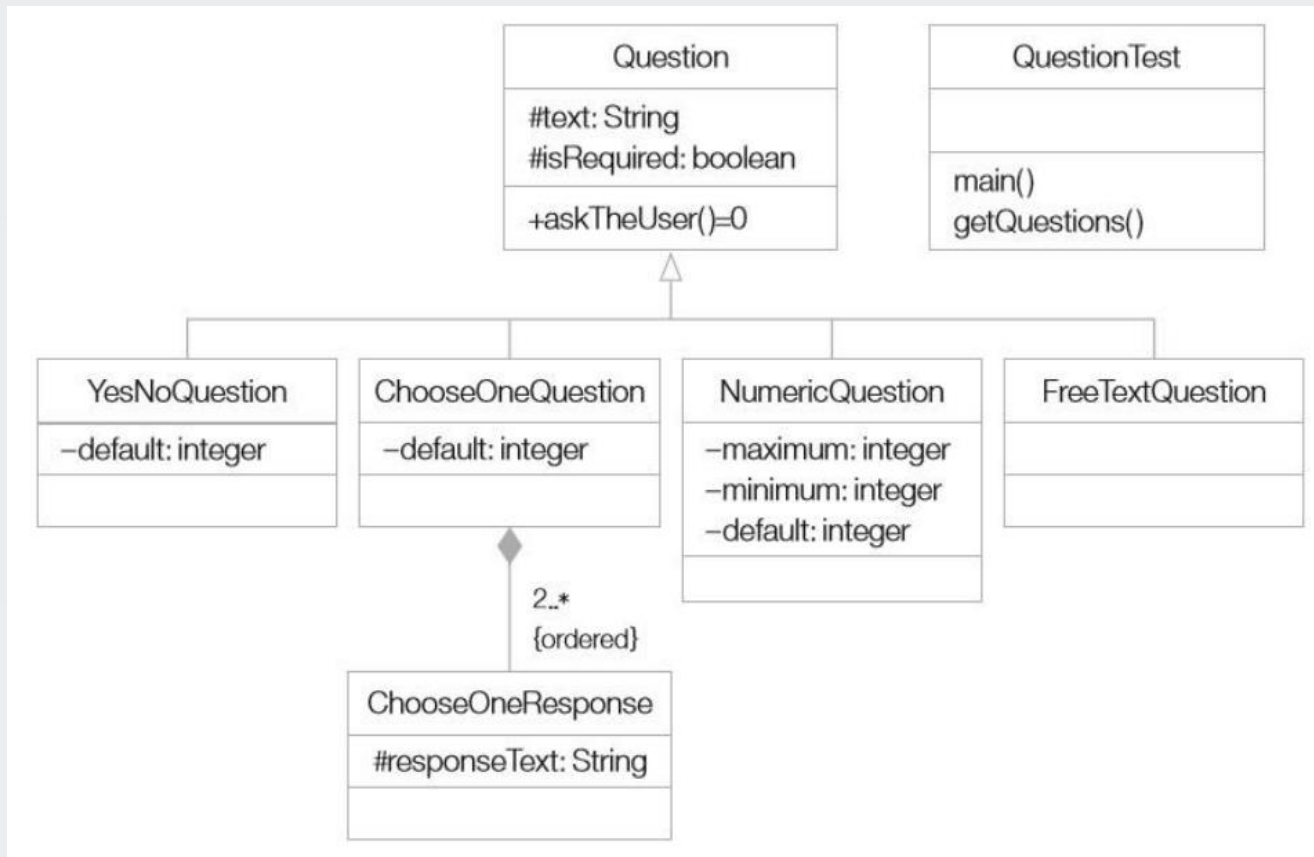 Question
#text: String
#isRequired: boolean
+askTheUser()=0
QuestionTest
main()
getQuestions()
YesNoQuestion
–default: integer
ChooseOneQuestion
–default: integer
NumericQuestion
–maximum: integer
–minimum: integer
–default: integer
FreeTextQuestion
2..*
{ordered}
ChooseOneResponse
#responseText: String